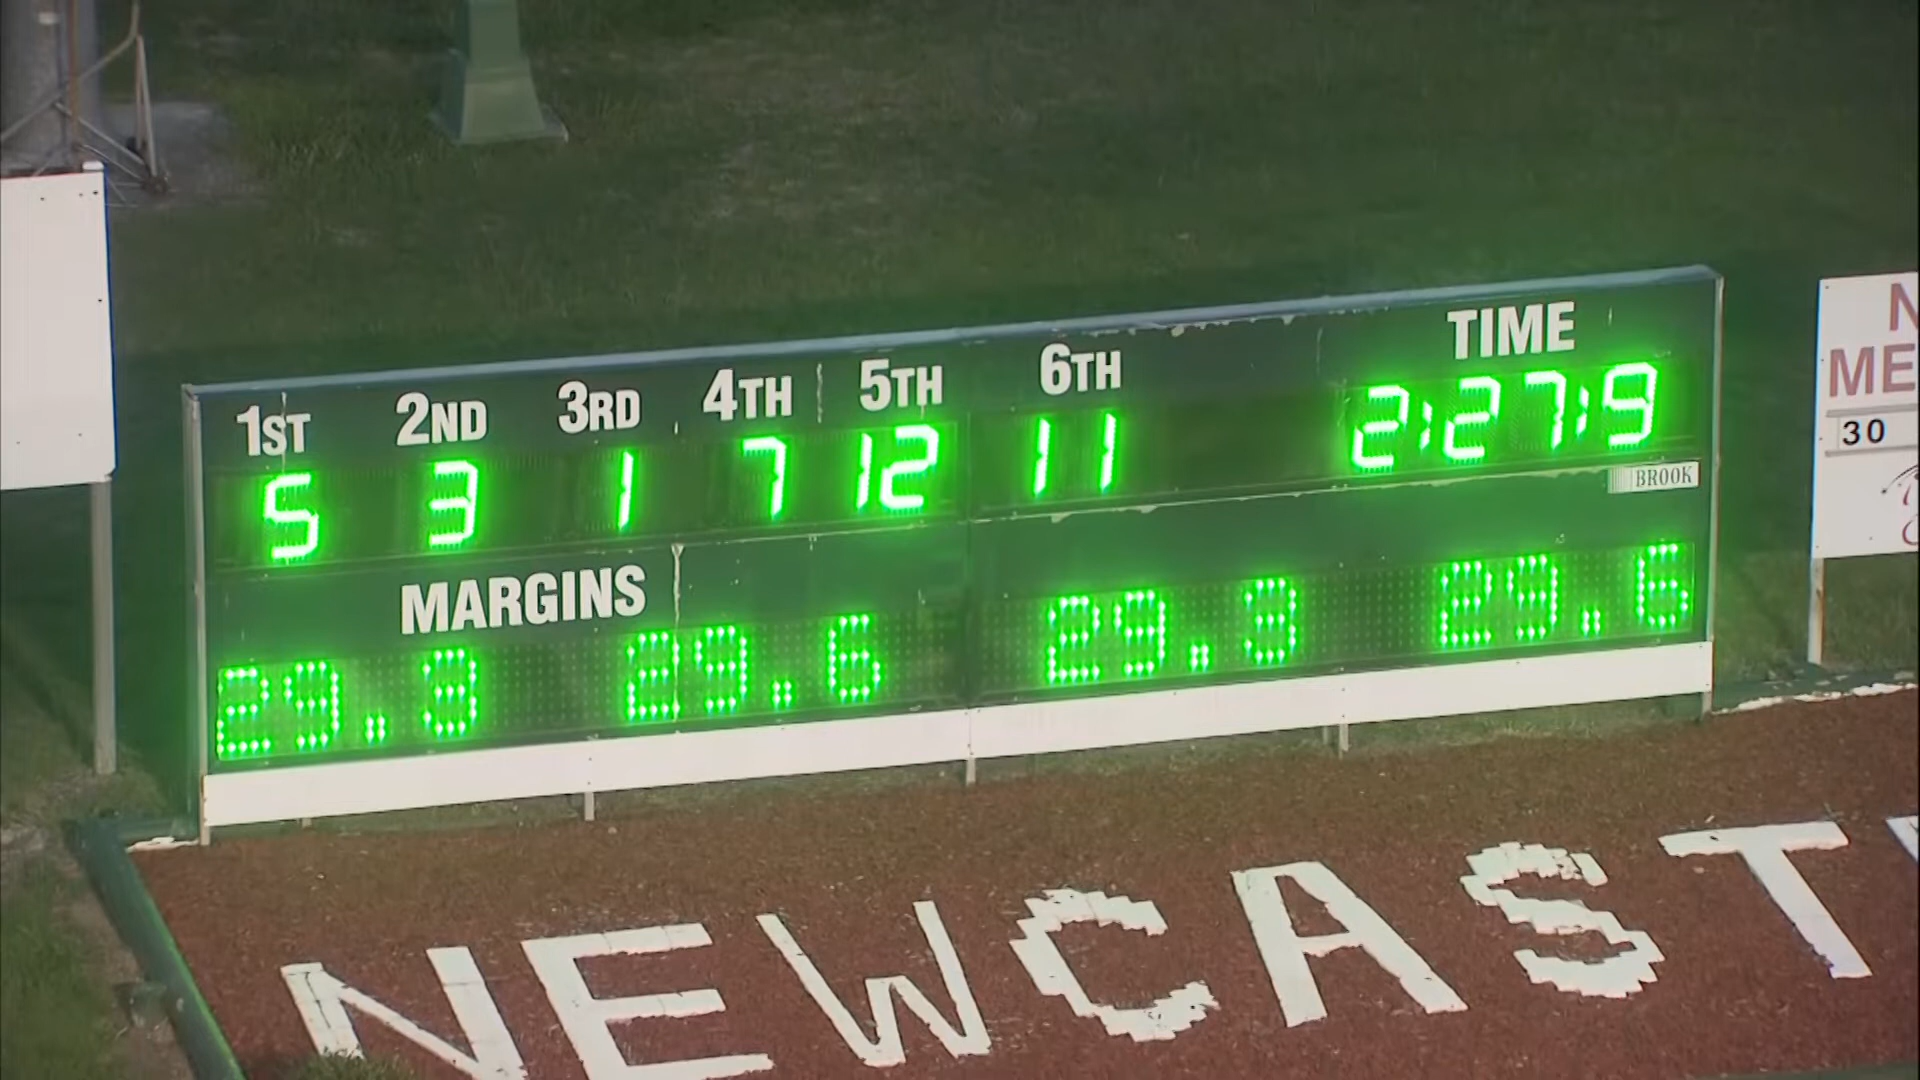 1ST 2ND 3RD 4TH 5TH 6TH TIME
5 3 1 7 12 11 2:27:9
BROOK
MARGINS
29.3 29.6 29.3 29.6
N
ME
30
NEWCAST